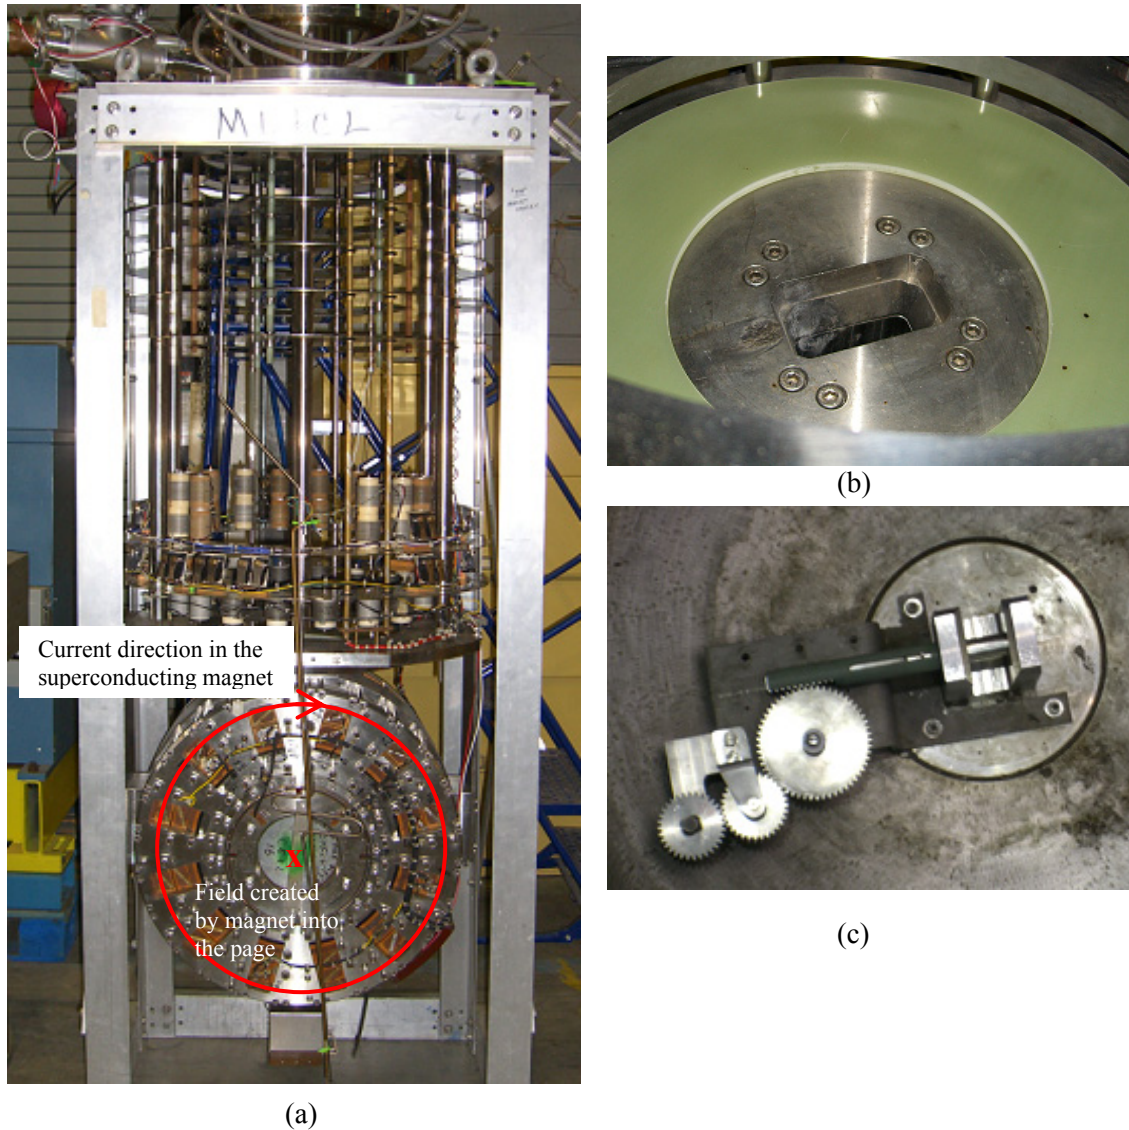 Current direction in the
superconducting magnet
X
Field created
by magnet into
the page
(a)
(b)
(c)